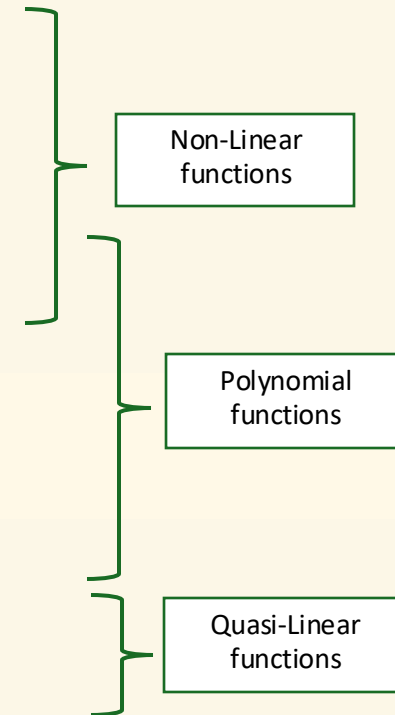 Non-Linear
functions
Polynomial
functions
Quasi-Linear
functions